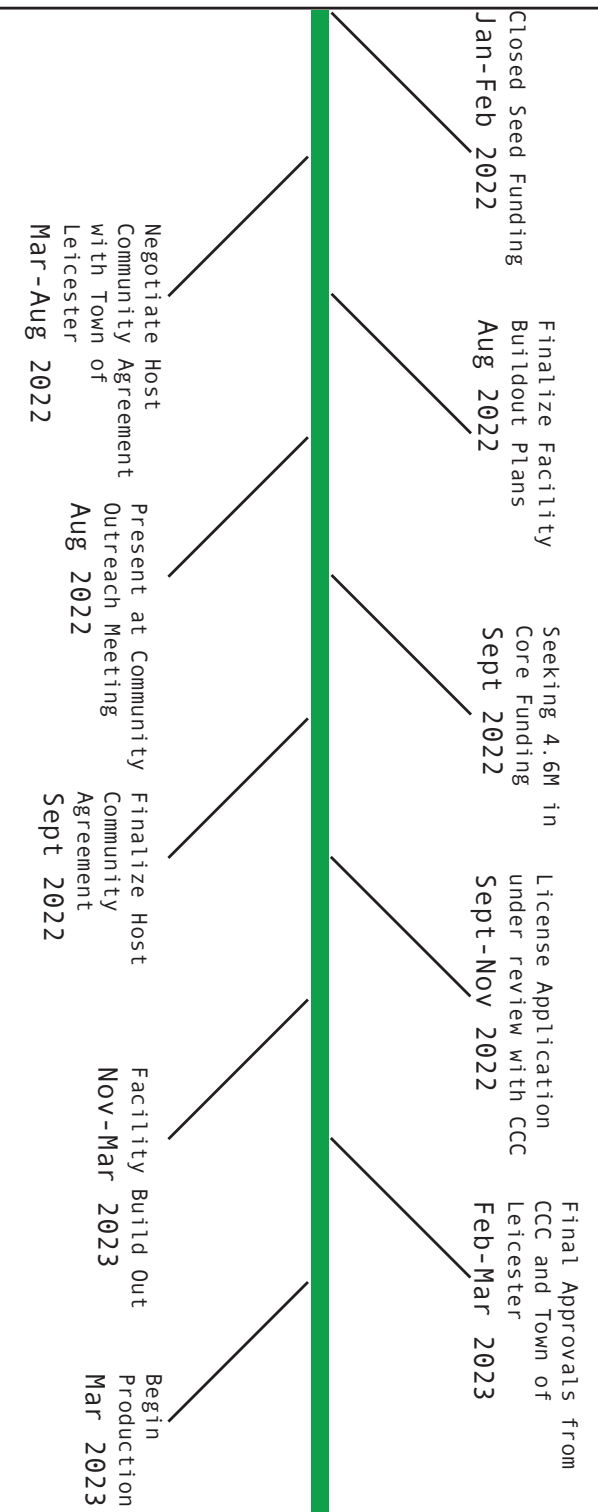 Closed Seed Funding
Jan-Feb 2022
Negotiate Host
Community Agreement
with Town of
Leicester
Mar-Aug 2022
Finalize Facility
Buildout Plans
Aug 2022
Present at Community
Outreach Meeting
Aug 2022
Seeking 4.6M in
Core Funding
Sept 2022
Finalize Host
Community
Agreement
Sept 2022
License Application
under review with CCC
Sept-Nov 2022
Facility Build Out
Nov-Mar 2023
Final Approvals from
CCC and Town of
Leicester
Feb-Mar 2023
Begin
Production
Mar 2023